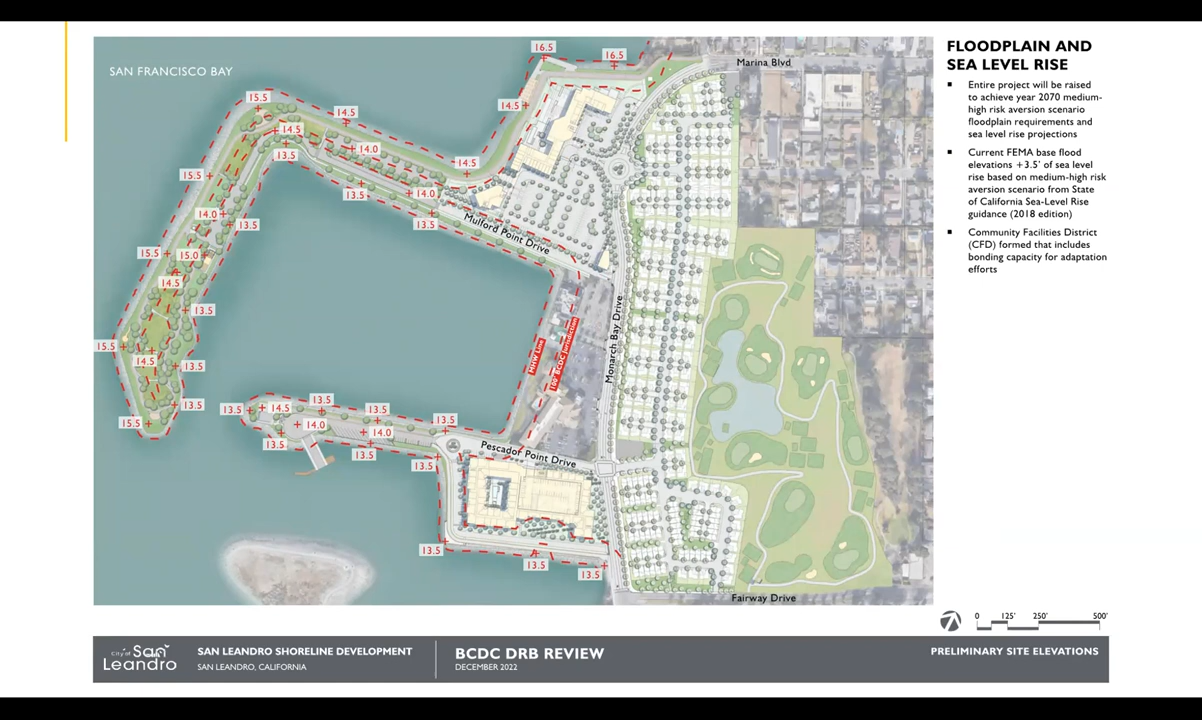 SAN FRANCISCO BAY
16.5
16.5
Marina Blvd
15.5
14.5
14.5
14.5
14.0
14.5
13.5
15.5
13.5
14.0
14.0
13.5
13.5
Mulford Point Drive
15.5
15.0
14.5
13.5
MHW Line
100' BCDC Jurisdiction
Monarch Bay Drive
15.5
14.5
13.5
13.5
15.5
13.5
14.5
13.5
13.5
13.5
14.0
14.0
13.5
13.5
13.5
Pescador Point Drive
13.5
13.5
13.5
Fairway Drive
FLOODPLAIN AND
SEA LEVEL RISE
▪ Entire project will be raised
to achieve year 2070 medium-
high risk aversion scenario
floodplain requirements and
sea level rise projections
▪ Current FEMA base flood
elevations +3.5' of sea level
rise based on medium-high risk
aversion scenario from State
of California Sea-Level Rise
guidance (2018 edition)
▪ Community Facilities District
(CFD) formed that includes
bonding capacity for adaptation
efforts
0 125' 250' 500'
City of San
Leandro
SAN LEANDRO SHORELINE DEVELOPMENT
SAN LEANDRO, CALIFORNIA
BCDC DRB REVIEW
DECEMBER 2022
PRELIMINARY SITE ELEVATIONS